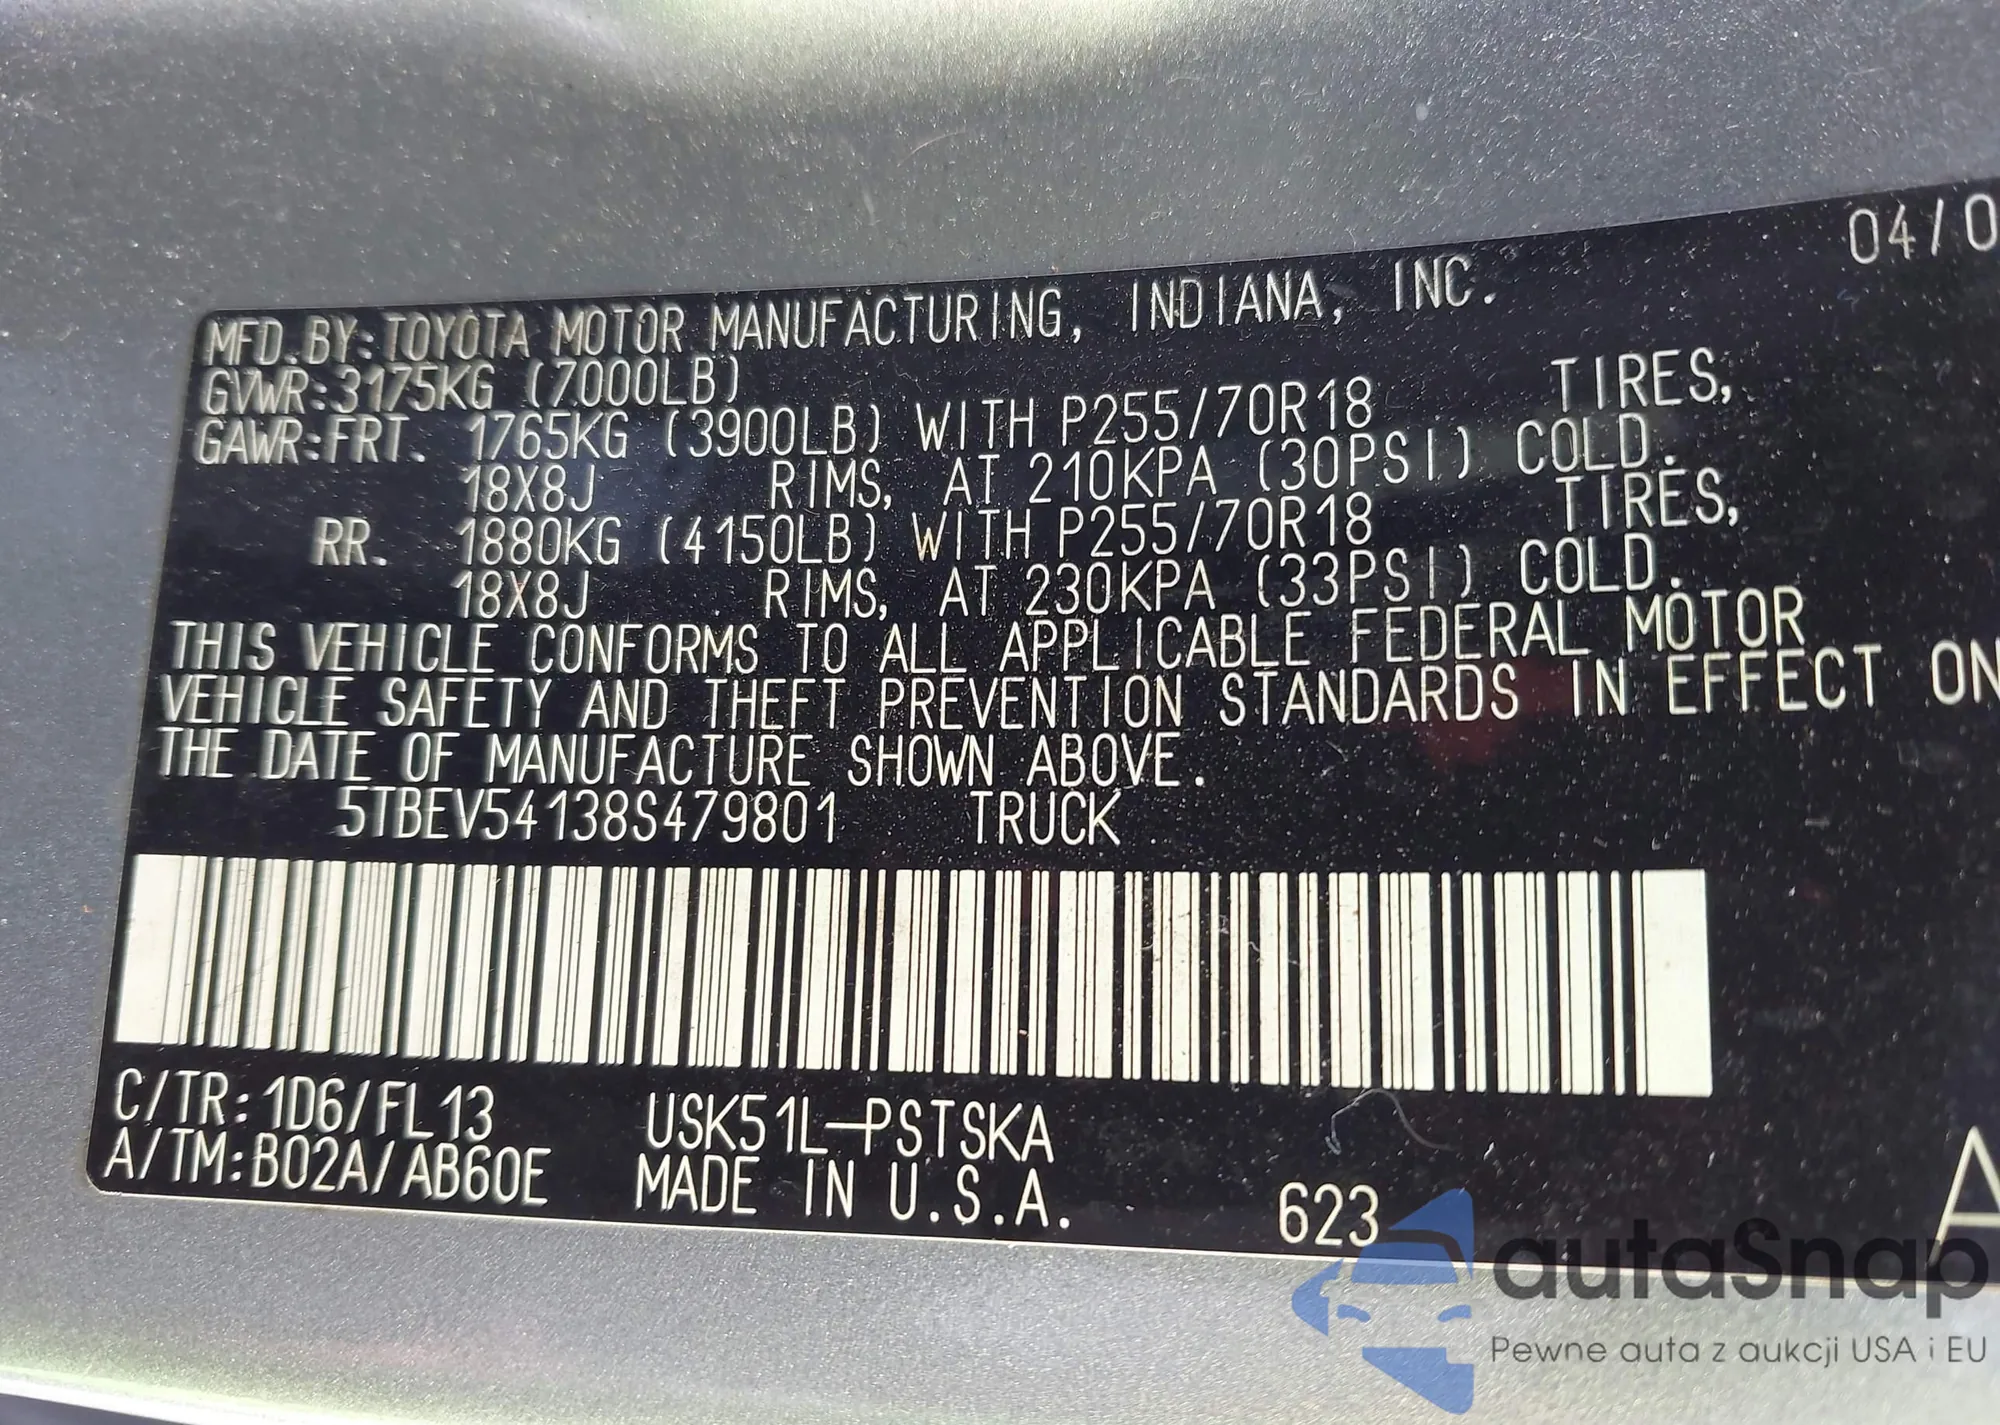 04/0
MFD.BY:TOYOTA MOTOR MANUFACTURING, INDIANA, INC.
GVWR:3175KG (7000LB)
GAWR:FRT. 1765KG (3900LB) WITH P255/70R18 TIRES,
18X8J RIMS, AT 210KPA (30PSI) COLD.
RR. 1880KG (4150LB) WITH P255/70R18 TIRES,
18X8J RIMS, AT 230KPA (33PSI) COLD.
THIS VEHICLE CONFORMS TO ALL APPLICABLE FEDERAL MOTOR
VEHICLE SAFETY AND THEFT PREVENTION STANDARDS IN EFFECT ON
THE DATE OF MANUFACTURE SHOWN ABOVE.
5TBEV54138S479801 TRUCK
C/TR:1D6/FL13 USK51L-PSTSKA
A/TM:B02A/AB60E MADE IN U.S.A. 623 A
autaSnap
Pewne auta z aukcji USA i EU